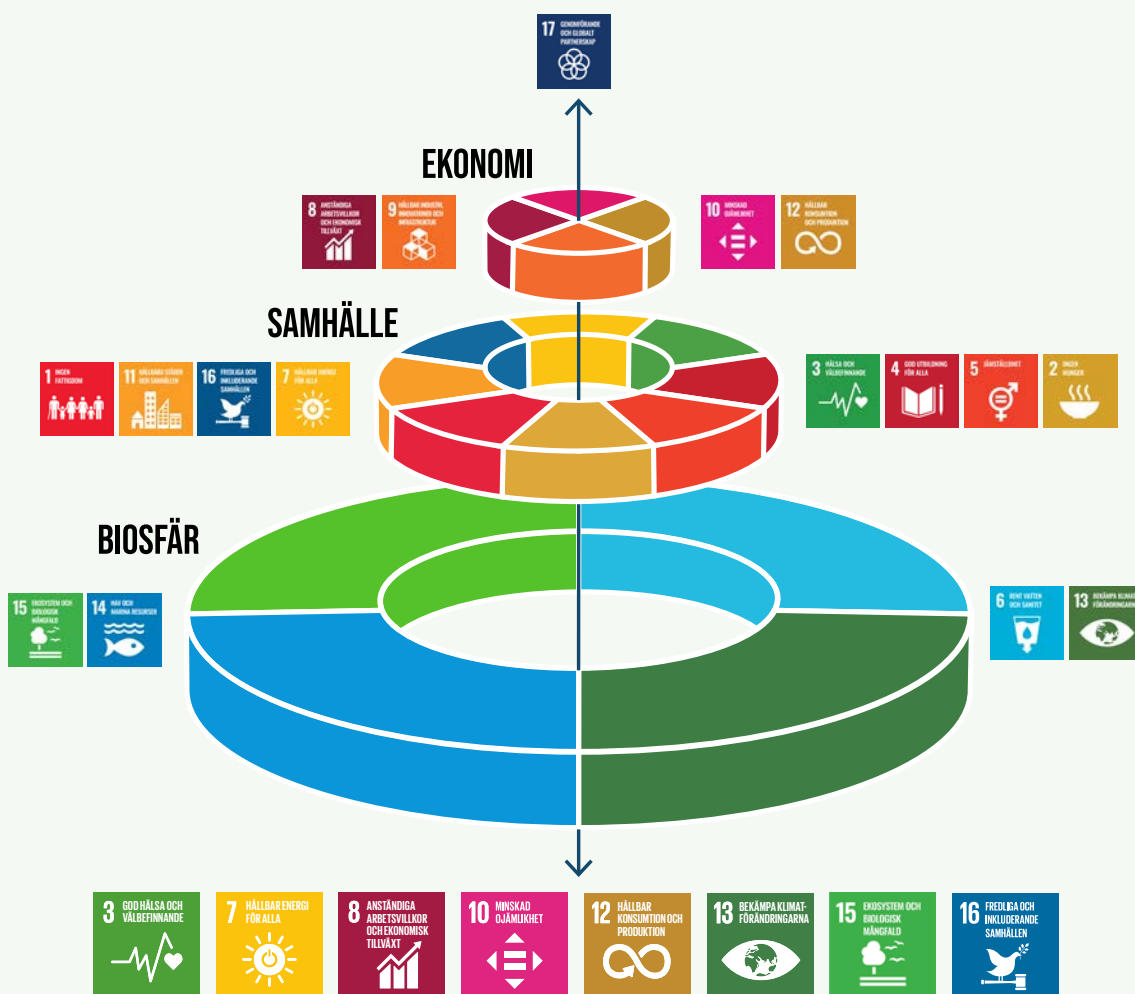 17 GENOMFÖRANDE
OCH GLOBALT
PARTNERSKAP
EKONOMI
8 ANSTÄNDIGA
ARBETSVILLKOR
OCH EKONOMISK
TILLVÄXT
9 HÅLLBAR INDUSTRI,
INNOVATIONER OCH
INFRASTRUKTUR
10 MINSKAD
OJÄMLIKHET
12 HÅLLBAR
KONSUMTION
OCH PRODUKTION
SAMHÄLLE
1 INGEN
FATTIGDOM
11 HÅLLBARA STÄDER
OCH SAMHÄLLEN
16 FREDLIGA OCH
INKLUDERANDE
SAMHÄLLEN
7 HÅLLBAR ENERGI
FÖR ALLA
3 HÄLSA OCH
VÄLBEFINNANDE
4 GOD UTBILDNING
FÖR ALLA
5 JÄMSTÄLLDHET
2 INGEN
HUNGER
BIOSFÄR
15 EKOSYSTEM OCH
BIOLOGISK
MÅNGFALD
14 HAV OCH
MARINA RESURSER
6 RENT VATTEN
OCH SANITET
13 BEKÄMPA KLIMAT
FÖRÄNDRINGARNA
3 GOD HÄLSA OCH
VÄLBEFINNANDE
7 HÅLLBAR ENERGI
FÖR ALLA
8 ANSTÄNDIGA
ARBETSVILLKOR
OCH EKONOMISK
TILLVÄXT
10 MINSKAD
OJÄMLIKHET
12 HÅLLBAR
KONSUMTION OCH
PRODUKTION
13 BEKÄMPA KLIMAT-
FÖRÄNDRINGARNA
15 EKOSYSTEM OCH
BIOLOGISK
MÅNGFALD
16 FREDLIGA OCH
INKLUDERANDE
SAMHÄLLEN